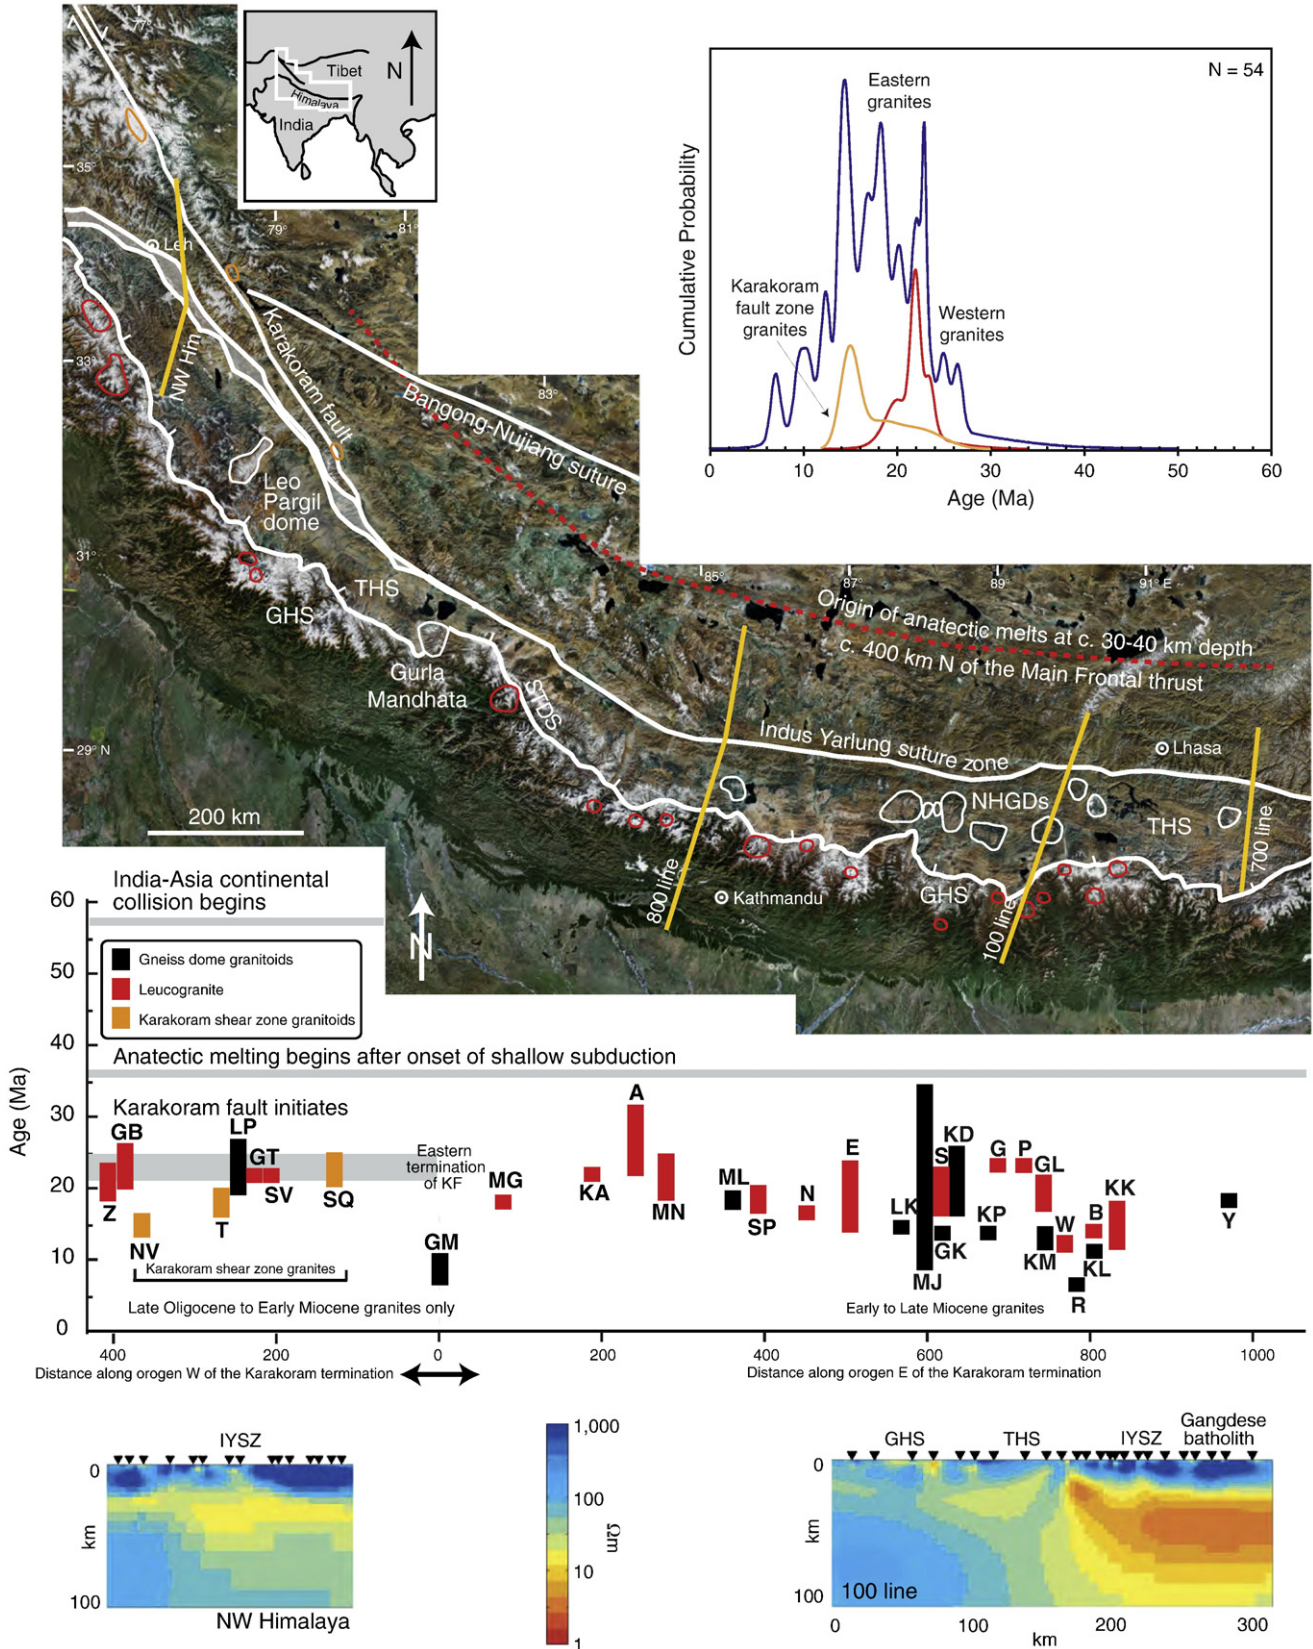 77°
Tibet
N
Himalaya
India
35°
79°
81°
Leh
33°
NW Him
Karakoram fault
83°
Bangong-Nujiang suture
Leo
Pargil
dome
31°
THS
GHS
85°
87°
89°
91° E
Origin of anatectic melts at c. 30-40 km depth
c. 400 km N of the Main Frontal thrust
Gurla
Mandhata
STDS
29° N
Indus Yarlung suture zone
Lhasa
NHGDs
THS
200 km
800 line
Kathmandu
GHS
100 line
700 line
N
N = 54
Eastern
granites
Karakoram
fault zone
granites
Western
granites
Cumulative Probability
0 10 20 30 40 50 60
Age (Ma)
India-Asia continental
collision begins
60
50
40
30
20
10
0
Age (Ma)
Gneiss dome granitoids
Leucogranite
Karakoram shear zone granitoids
Anatectic melting begins after onset of shallow subduction
Karakoram fault initiates
GB
LP
GT
Z
SV
SQ
T
NV
Karakoram shear zone granites
Late Oligocene to Early Miocene granites only
Eastern
termination
of KF
GM
MG
KA
A
MN
ML
SP
N
E
LK
MJ
S
KD
GK
KP
G
P
GL
KM
W
R
B
KL
KK
Y
Early to Late Miocene granites
400 200 0 200 400 600 800 1000
Distance along orogen W of the Karakoram termination
Distance along orogen E of the Karakoram termination
IYSZ
0
km
100
NW Himalaya
1,000
100
10
1
Ωm
GHS THS IYSZ
Gangdese
batholith
0
km
100
100 line
0 100 200 300
km